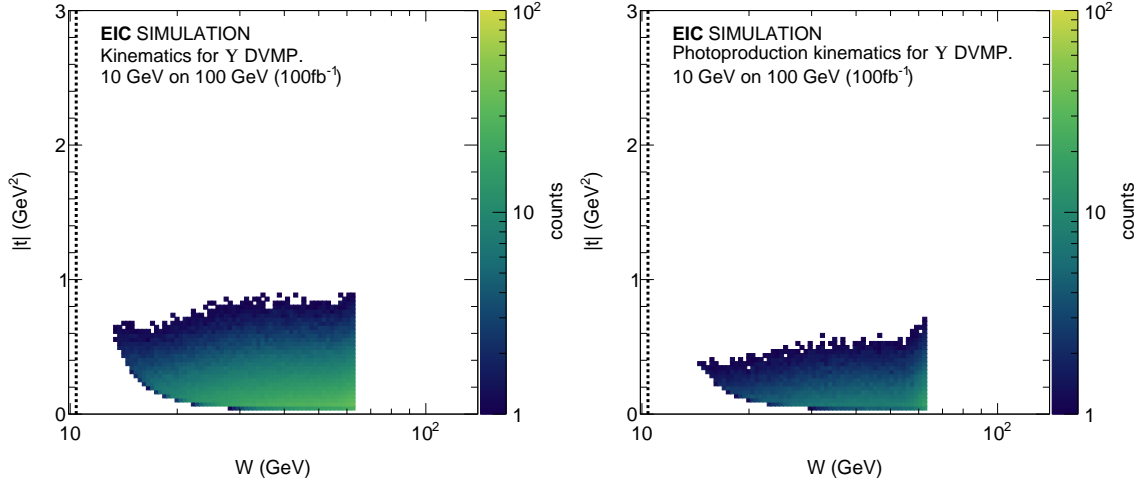 EIC SIMULATION
Kinematics for ϒ DVMP.
10 GeV on 100 GeV (100fb⁻¹)
3
2
1
0
|t| (GeV²)
10
10²
W (GeV)
10²
10
1
counts
EIC SIMULATION
Photoproduction kinematics for ϒ DVMP.
10 GeV on 100 GeV (100fb⁻¹)
3
2
1
0
|t| (GeV²)
10
10²
W (GeV)
10²
10
1
counts